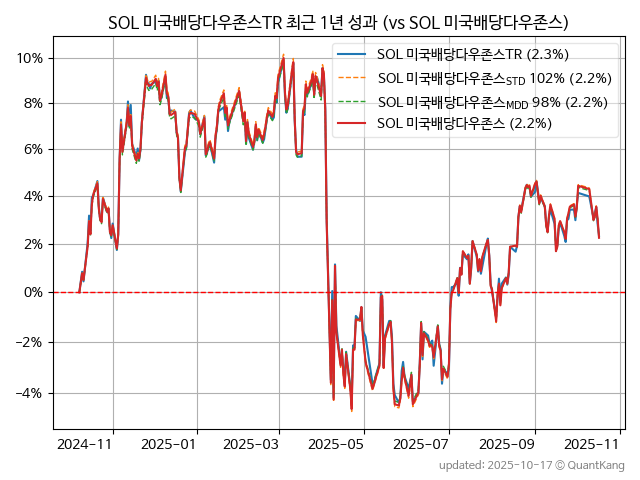 SOL 미국배당다우존스TR 최근 1년 성과 (vs SOL 미국배당다우존스)
SOL 미국배당다우존스TR (2.3%)
SOL 미국배당다우존스STD 102% (2.2%)
SOL 미국배당다우존스MDD 98% (2.2%)
SOL 미국배당다우존스 (2.2%)
10%
8%
6%
4%
2%
0%
−2%
−4%
2024-11 2025-01 2025-03 2025-05 2025-07 2025-09 2025-11
updated: 2025-10-17 © QuantKang